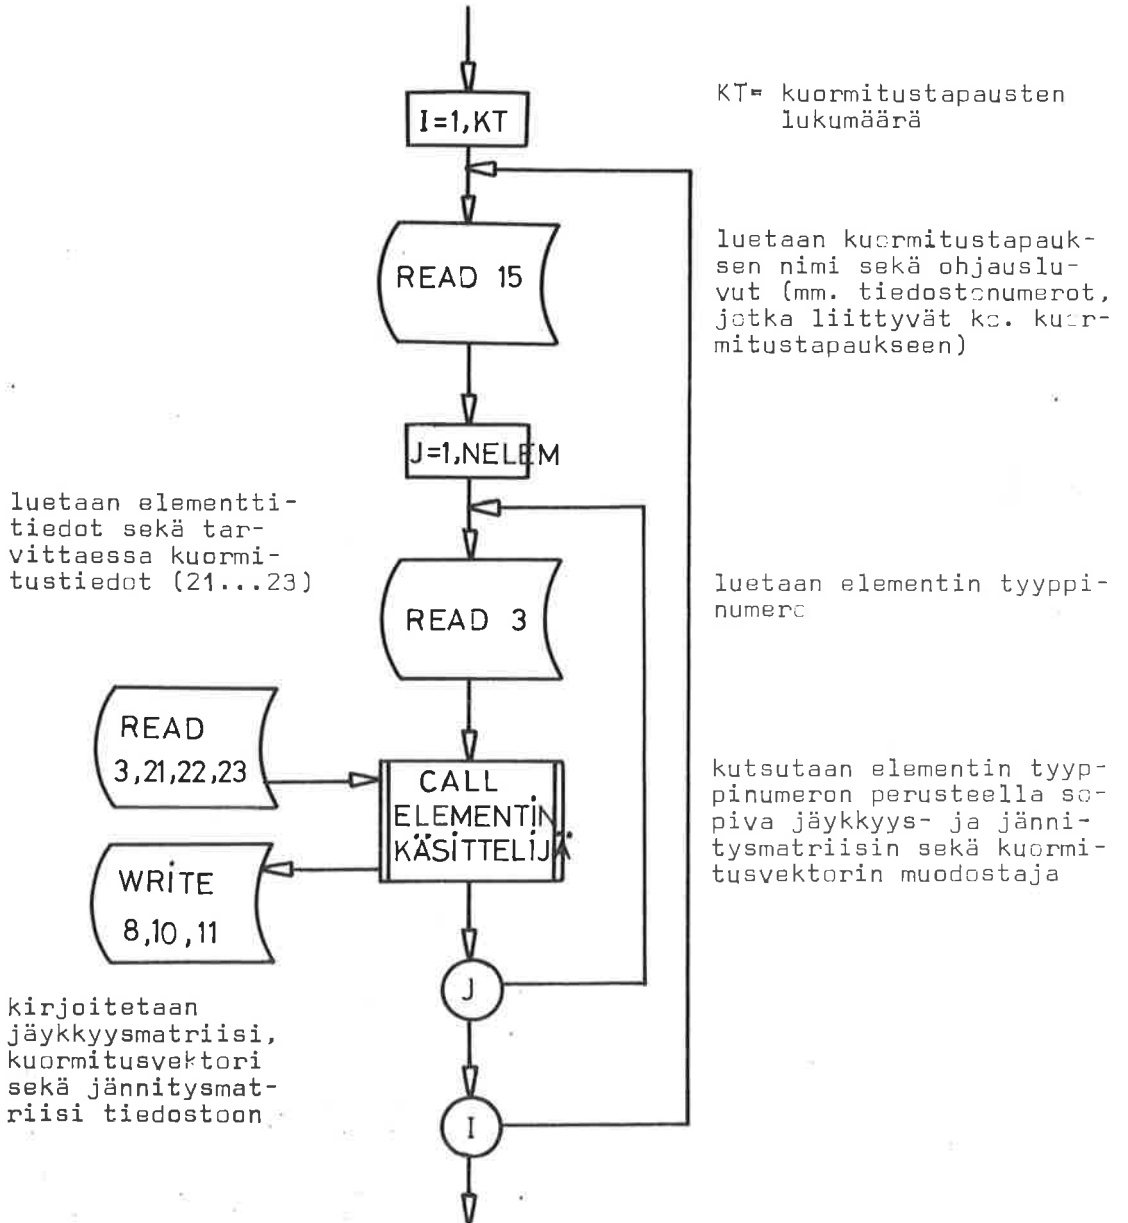 I=1,KT
KT= kuormitustapausten
lukumäärä
READ 15
luetaan kuormitustapauk-
sen nimi sekä ohjauslu-
vut (mm. tiedostonumerot,
jotka liittyvät ko. kuor-
mitustapaukseen)
J=1,NELEM
luetaan elementti-
tiedot sekä tar-
vittaessa kuormi-
tustiedot (21...23)
READ 3
luetaan elementin tyyppi-
numero
READ
3,21,22,23
CALL
ELEMENTIN
KÄSITTELIJÄ
kutsutaan elementin tyyp-
pinumeron perusteella so-
piva jäykkyys- ja jänni-
tysmatriisin sekä kuormi-
tusvektorin muodostaja
WRITE
8,10,11
J
kirjoitetaan
jäykkyysmatriisi,
kuormitusvektori
sekä jännitysmat-
riisi tiedostoon
I